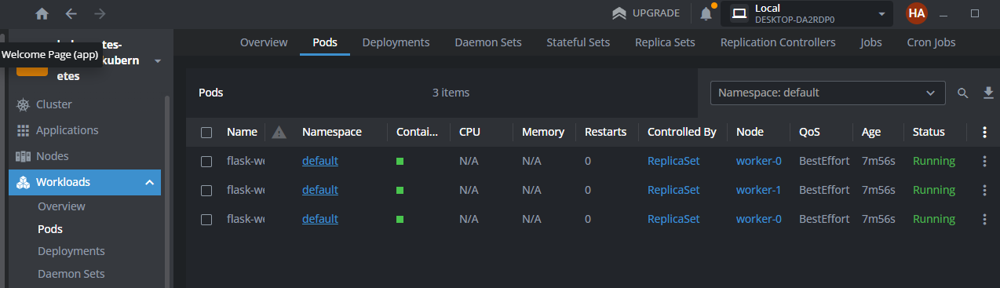 UPGRADE
Local
DESKTOP-DA2RDP0
HA
Welcome Page (app)
tes-
kubern
etes
Cluster
Applications
Nodes
Workloads
Overview
Pods
Deployments
Daemon Sets
Overview Pods Deployments Daemon Sets Stateful Sets Replica Sets Replication Controllers Jobs Cron Jobs
Pods 3 items Namespace: default
Name Namespace Contai... CPU Memory Restarts Controlled By Node QoS Age Status
flask-we default N/A N/A 0 ReplicaSet worker-0 BestEffort 7m56s Running
flask-we default N/A N/A 0 ReplicaSet worker-1 BestEffort 7m56s Running
flask-we default N/A N/A 0 ReplicaSet worker-0 BestEffort 7m56s Running